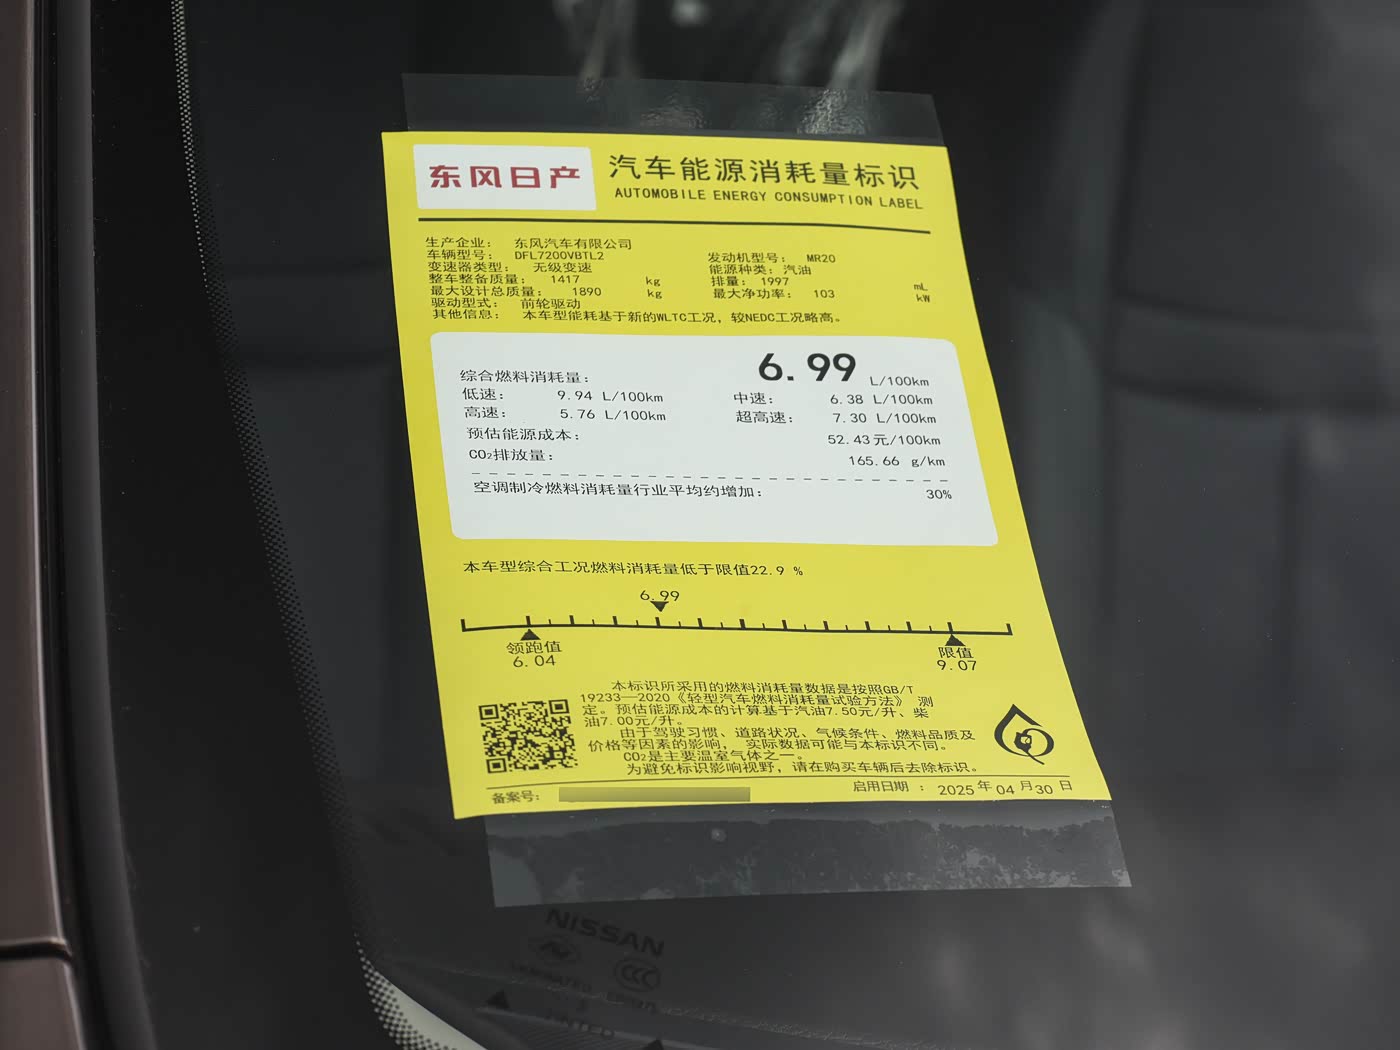 东风日产
汽车能源消耗量标识
AUTOMOBILE ENERGY CONSUMPTION LABEL
生产企业： 东风汽车有限公司
车辆型号： DFL7200VBTL2 发动机型号： MR20
变速器类型： 无级变速 能源种类：汽油
整车整备质量： 1417 kg 排量：1997 mL
最大设计总质量： 1890 kg 最大净功率： 103 kW
驱动型式： 前轮驱动
其他信息： 本车型能耗基于新的WLTC工况，较NEDC工况略高。
综合燃料消耗量： 6.99 L/100km
低速： 9.94 L/100km 中速： 6.38 L/100km
高速： 5.76 L/100km 超高速： 7.30 L/100km
预估能源成本： 52.43元/100km
CO₂排放量： 165.66 g/km
空调制冷燃料消耗量行业平均约增加： 30%
本车型综合工况燃料消耗量低于限值22.9 %
6.99
领跑值 限值
6.04 9.07
本标识所采用的燃料消耗量数据是按照GB/T
19233—2020《轻型汽车燃料消耗量试验方法》 测
定。预估能源成本的计算基于汽油7.50元/升、柴
油7.00元/升。
由于驾驶习惯、道路状况、气候条件、燃料品质及
价格等因素的影响， 实际数据可能与本标识不同。
CO₂是主要温室气体之一。
为避免标识影响视野，请在购买车辆后去除标识。
备案号： 启用日期 ： 2025 年 04 月 30 日
NISSAN
CCC
LAMINATED